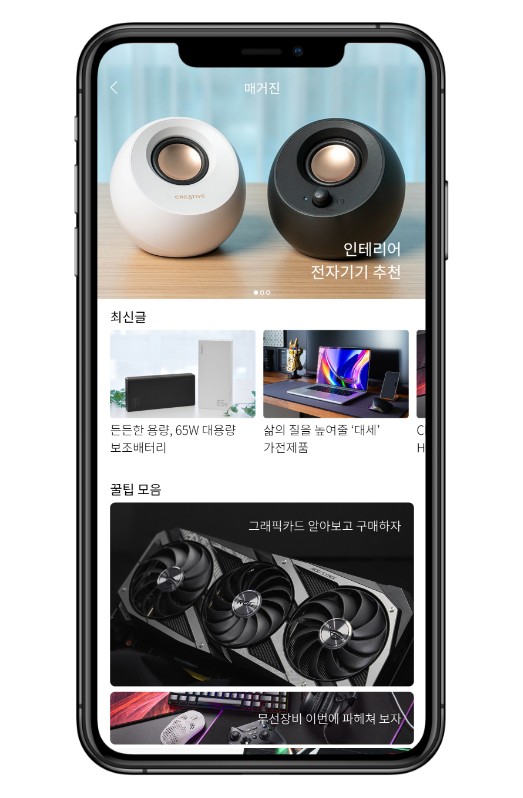 매거진
CREATIVE
인테리어
전자기기 추천
최신글
든든한 용량, 65W 대용량
보조배터리
삶의 질을 높여줄 ‘대세’
가전제품
C
H
꿀팁 모음
그래픽카드 알아보고 구매하자
무선장비 이번에 파헤쳐 보자